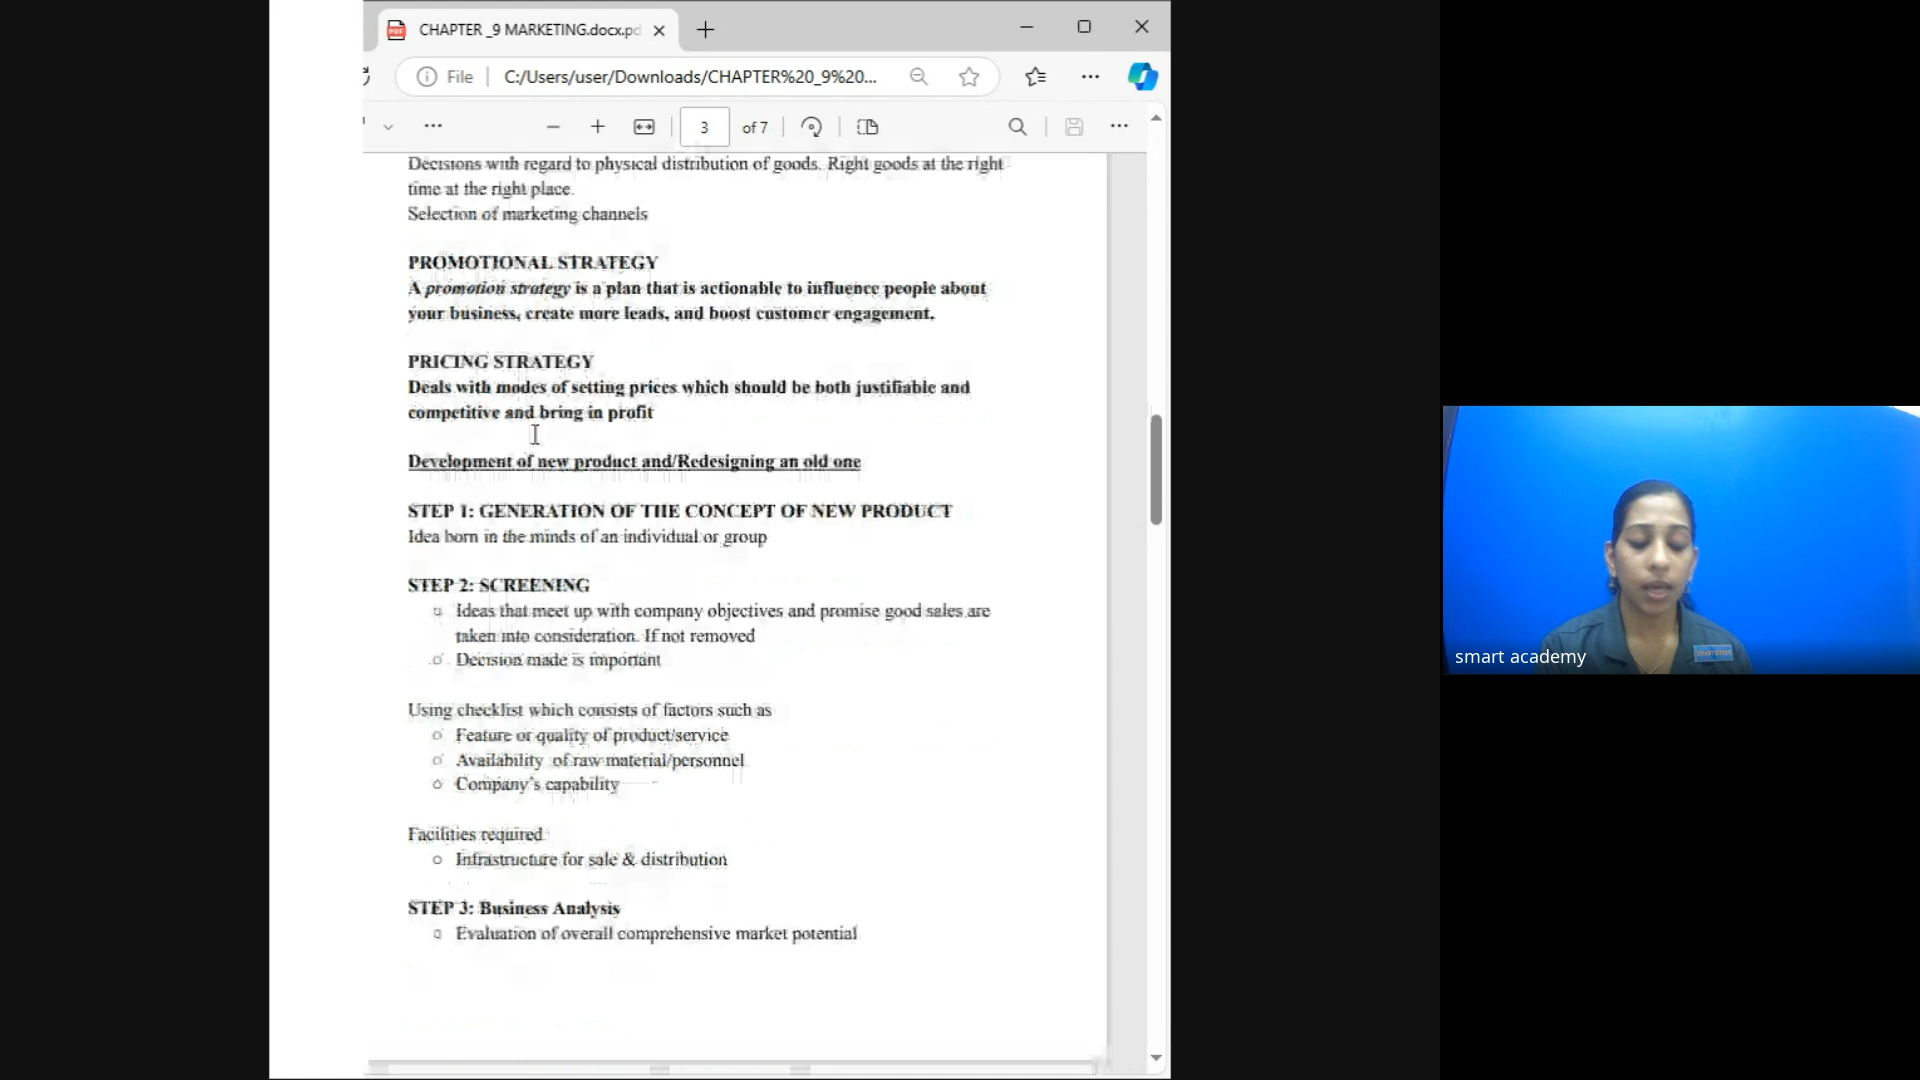 CHAPTER _9 MARKETING.docx.pd
File
C:/Users/user/Downloads/CHAPTER%20_9%20...
3 of 7
Decisions with regard to physical distribution of goods. Right goods at the right
time at the right place.
Selection of marketing channels
PROMOTIONAL STRATEGY
A promotion strategy is a plan that is actionable to influence people about
your business, create more leads, and boost customer engagement.
PRICING STRATEGY
Deals with modes of setting prices which should be both justifiable and
competitive and bring in profit
Development of new product and/Redesigning an old one
STEP 1: GENERATION OF THE CONCEPT OF NEW PRODUCT
Idea born in the minds of an individual or group
STEP 2: SCREENING
Ideas that meet up with company objectives and promise good sales are
taken into consideration. If not removed
Decision made is important
Using checklist which consists of factors such as
Feature or quality of product/service
Availability of raw material/personnel
Company's capability
Facilities required
Infrastructure for sale & distribution
STEP 3: Business Analysis
Evaluation of overall comprehensive market potential
smart academy